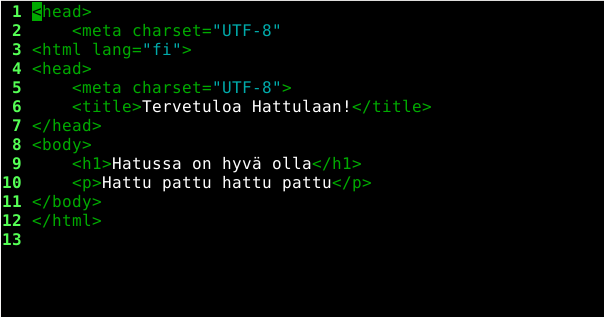 1 <head>
2     <meta charset="UTF-8"
3 <html lang="fi">
4 <head>
5     <meta charset="UTF-8">
6     <title>Tervetuloa Hattulaan!</title>
7 </head>
8 <body>
9     <h1>Hatussa on hyvä olla</h1>
10     <p>Hattu pattu hattu pattu</p>
11 </body>
12 </html>
13